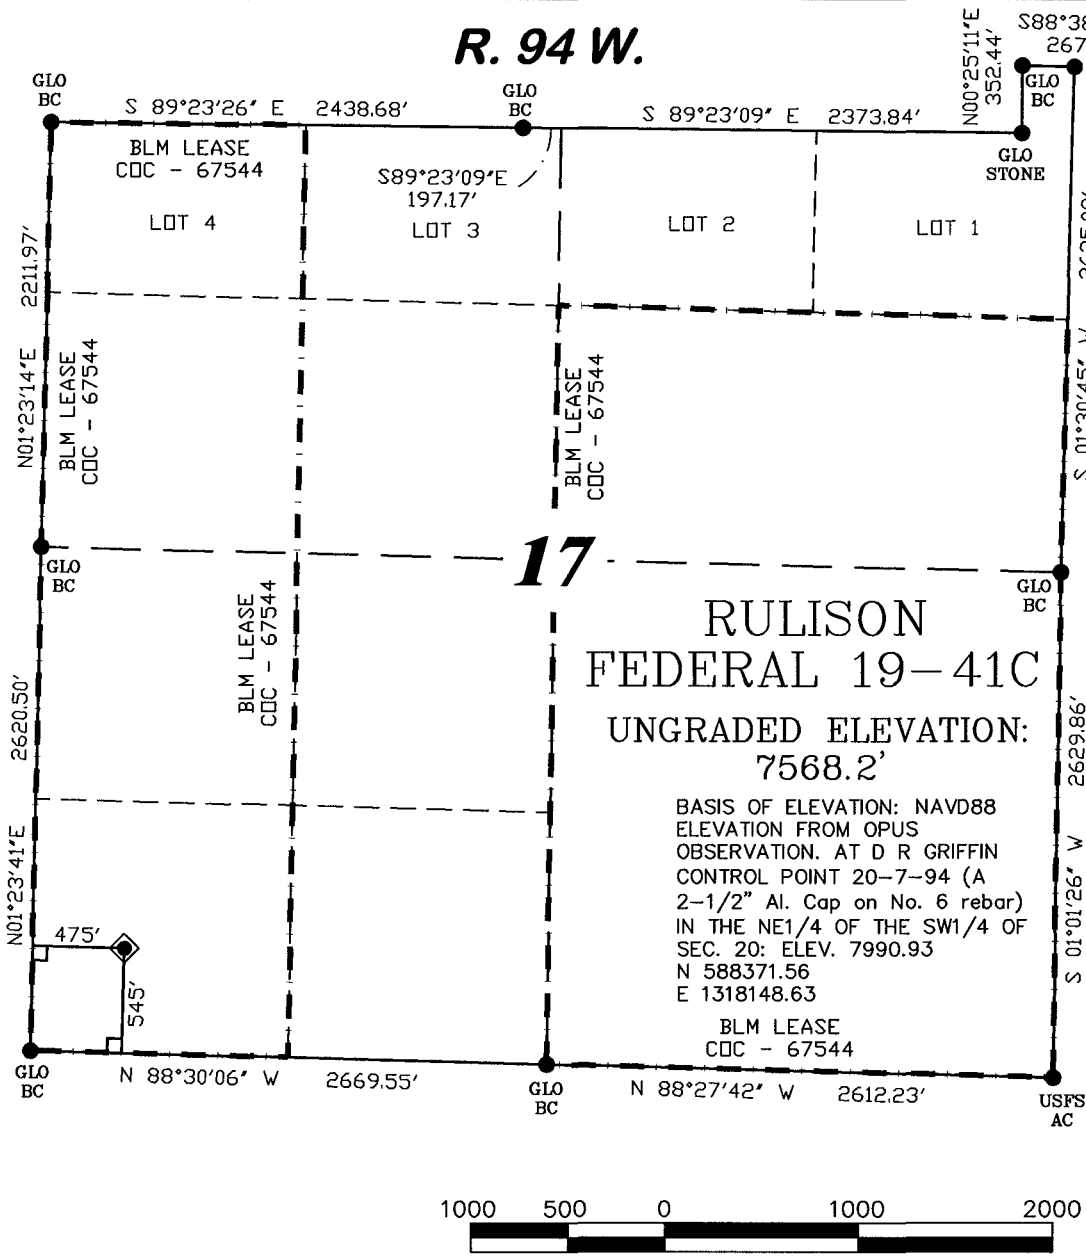 R. 94 W.
N00°25'11"E
352.44'
S88°38
267
GLO
BC
GLO
BC
GLO
BC
S 89°23'26" E 2438.68'
S 89°23'09" E 2373.84'
GLO
STONE
BLM LEASE
COC - 67544
S89°23'09"E
197.17'
LOT 4
LOT 3
LOT 2
LOT 1
2211.97'
N01°23'14"E
BLM LEASE
COC - 67544
BLM LEASE
COC - 67544
S 01°30'45" W
17
GLO
BC
GLO
BC
BLM LEASE
COC - 67544
RULISON
FEDERAL 19-41C
UNGRADED ELEVATION:
7568.2'
2620.50'
N01°23'41"E
2629.86'
S 01°01'26" W
BASIS OF ELEVATION: NAVD88
ELEVATION FROM OPUS
OBSERVATION. AT D R GRIFFIN
CONTROL POINT 20-7-94 (A
2-1/2" Al. Cap on No. 6 rebar)
IN THE NE1/4 OF THE SW1/4 OF
SEC. 20: ELEV. 7990.93
N 588371.56
E 1318148.63
475'
545'
BLM LEASE
COC - 67544
GLO
BC
N 88°30'06" W 2669.55'
GLO
BC
N 88°27'42" W 2612.23'
USFS
AC
1000 500 0 1000 2000